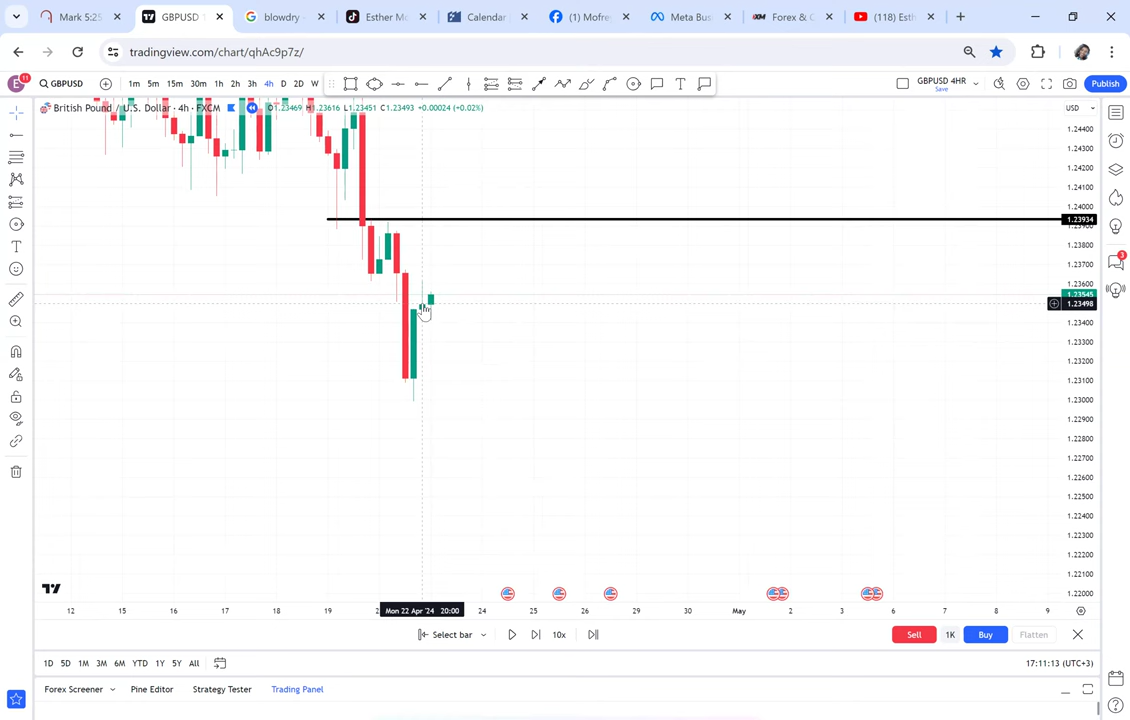 Mark 5:25
GBPUSD 1
blowdry -
Esther Mo
Calendar
(1) Mofre
Meta Bus
Forex & C
(118) Esth
tradingview.com/chart/qhAc9p7z/
E 11 GBPUSD 1m 5m 15m 30m 1h 2h 3h 4h D 2D W
GBPUSD 4HR
Save
Publish
British Pound / U.S. Dollar · 4h · FXCM O1.23469 H1.23616 L1.23451 C1.23493 +0.00024 (+0.02%)
USD
1.24400
1.24300
1.24200
1.24100
1.24000
1.23934
1.23900
1.23800
1.23700
1.23600
1.23545
1.23498
1.23400
1.23300
1.23200
1.23100
1.23000
1.22900
1.22800
1.22700
1.22600
1.22500
1.22400
1.22300
1.22200
1.22100
1.22000
3
12 15 16 17 18 19 2 Mon 22 Apr '24 20:00 24 25 26 29 30 May 2 3 6 7 8 9
Select bar 10x Sell 1K Buy Flatten
1D 5D 1M 3M 6M YTD 1Y 5Y All 17:11:13 (UTC+3)
Forex Screener Pine Editor Strategy Tester Trading Panel